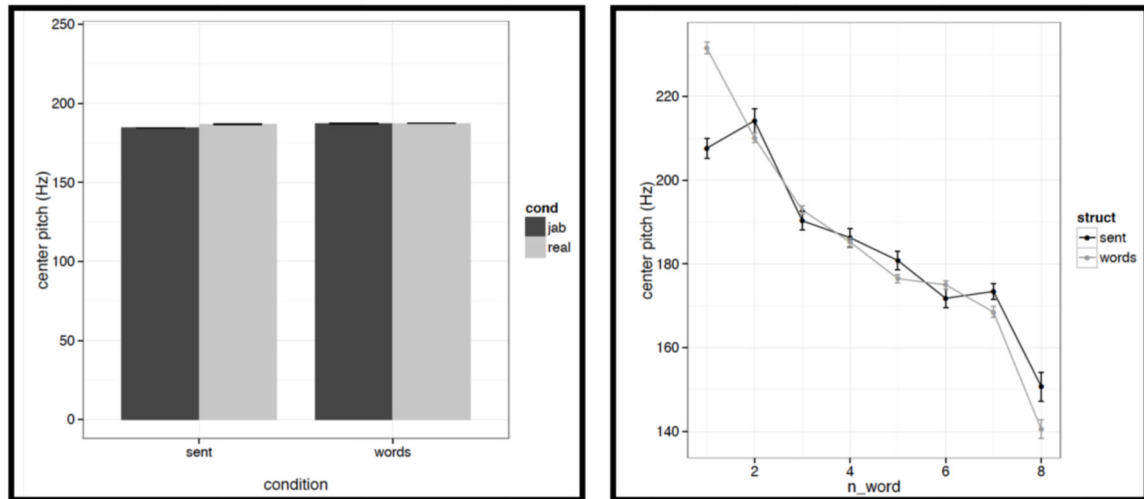 250
200
150
100
50
0
center pitch (Hz)
sent
words
condition
cond
jab
real
220
200
180
160
140
center pitch (Hz)
2
4
6
8
n_word
struct
sent
words